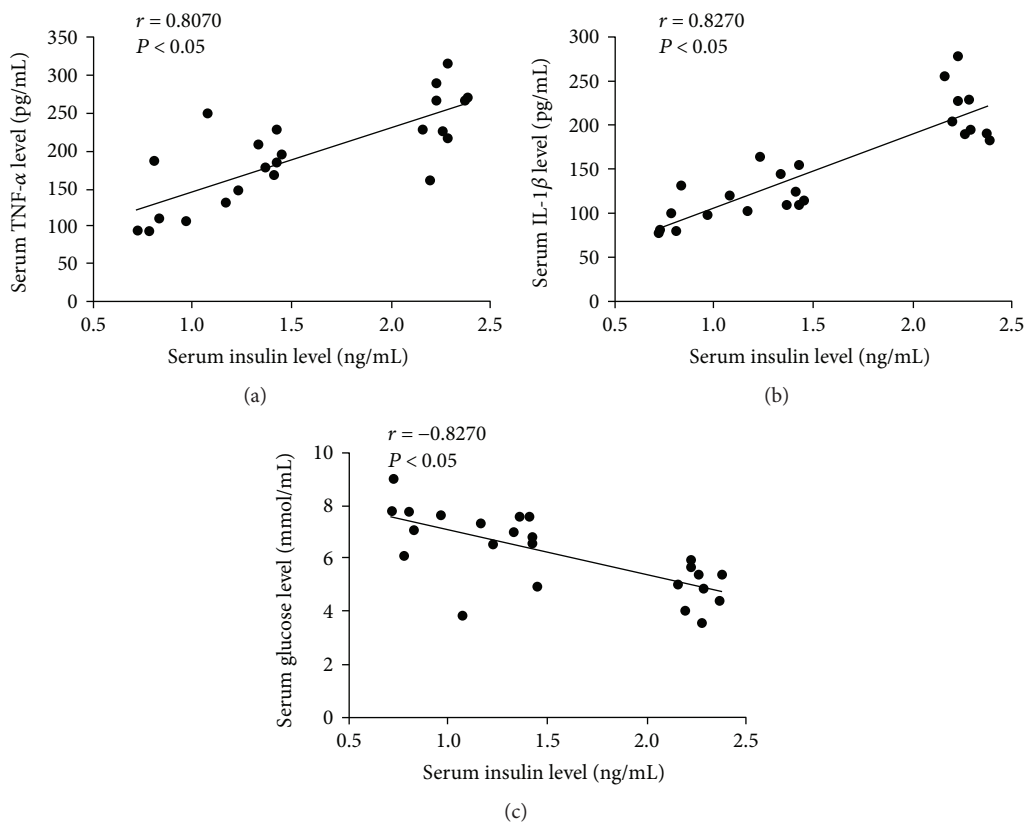 r = 0.8070
P < 0.05
350
300
250
200
150
100
50
0
Serum TNF-α level (pg/mL)
0.5 1.0 1.5 2.0 2.5
Serum insulin level (ng/mL)
(a)
r = 0.8270
P < 0.05
300
250
200
150
100
50
0
Serum IL-1β level (pg/mL)
0.5 1.0 1.5 2.0 2.5
Serum insulin level (ng/mL)
(b)
r = −0.8270
P < 0.05
10
8
6
4
2
0
Serum glucose level (mmol/mL)
0.5 1.0 1.5 2.0 2.5
Serum insulin level (ng/mL)
(c)